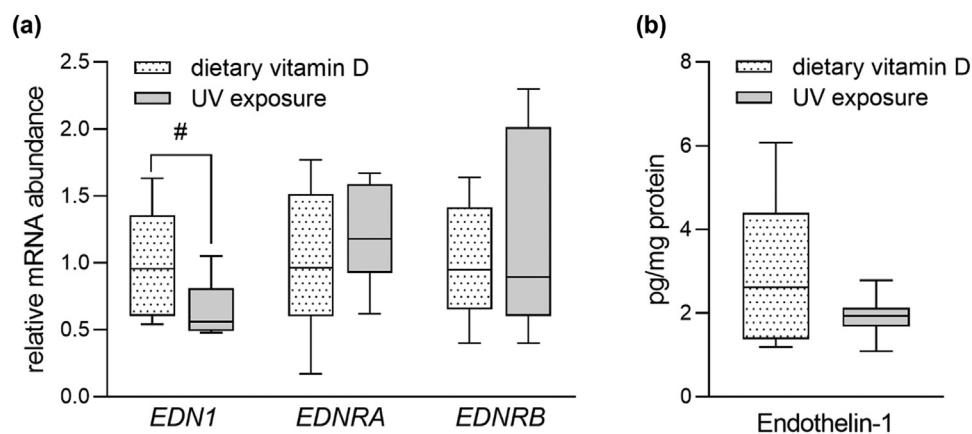 (a)
relative mRNA abundance
2.5
2.0
1.5
1.0
0.5
0.0
dietary vitamin D
UV exposure
#
EDN1
EDNRA
EDNRB
(b)
pg/mg protein
8
6
4
2
0
dietary vitamin D
UV exposure
Endothelin-1